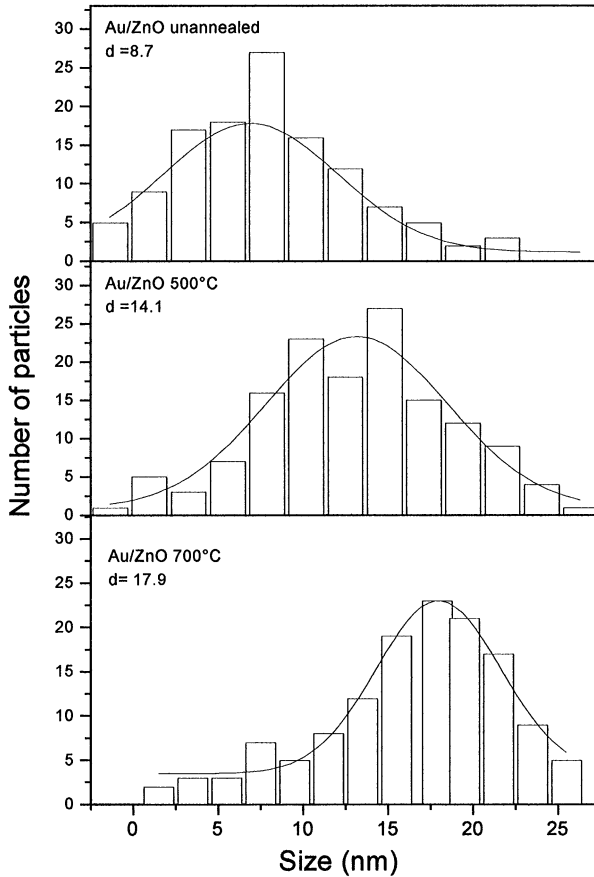 Au/ZnO unannealed
d =8.7
30
25
20
15
10
5
0
Au/ZnO 500°C
d =14.1
30
25
20
15
10
5
0
Au/ZnO 700°C
d= 17.9
30
25
20
15
10
5
0
Number of particles
0 5 10 15 20 25
Size (nm)